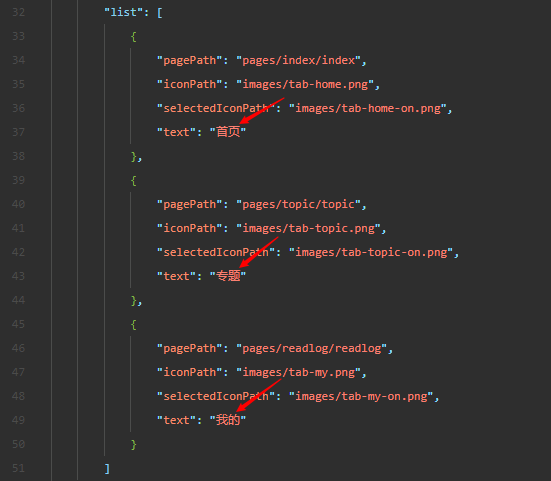 32 "list": [
33 {
34 "pagePath": "pages/index/index",
35 "iconPath": "images/tab-home.png",
36 "selectedIconPath": "images/tab-home-on.png",
37 "text": "首页"
38 },
39 {
40 "pagePath": "pages/topic/topic",
41 "iconPath": "images/tab-topic.png",
42 "selectedIconPath": "images/tab-topic-on.png",
43 "text": "专题"
44 },
45 {
46 "pagePath": "pages/readlog/readlog",
47 "iconPath": "images/tab-my.png",
48 "selectedIconPath": "images/tab-my-on.png",
49 "text": "我的"
50 }
51 ]